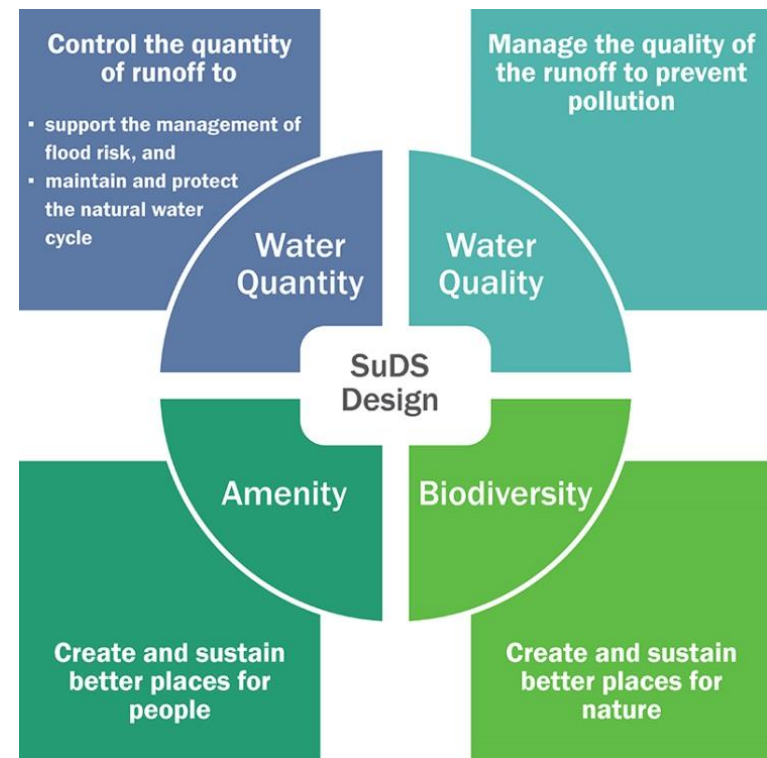 Control the quantity
of runoff to
▪ support the management of
flood risk, and
▪ maintain and protect
the natural water
cycle
Manage the quality of
the runoff to prevent
pollution
Water
Quantity
Water
Quality
SuDS
Design
Amenity
Biodiversity
Create and sustain
better places for
people
Create and sustain
better places for
nature